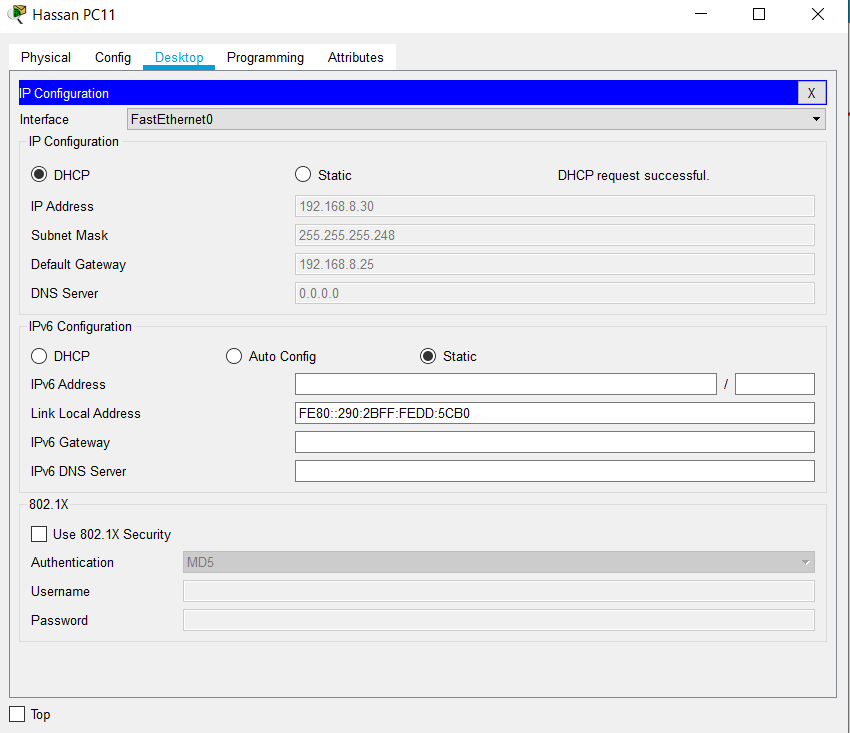 Hassan PC11
Physical Config Desktop Programming Attributes
IP Configuration X
Interface FastEthernet0
IP Configuration
DHCP Static DHCP request successful.
IP Address 192.168.8.30
Subnet Mask 255.255.255.248
Default Gateway 192.168.8.25
DNS Server 0.0.0.0
IPv6 Configuration
DHCP Auto Config Static
IPv6 Address /
Link Local Address FE80::290:2BFF:FEDD:5CB0
IPv6 Gateway
IPv6 DNS Server
802.1X
Use 802.1X Security
Authentication MD5
Username
Password
Top